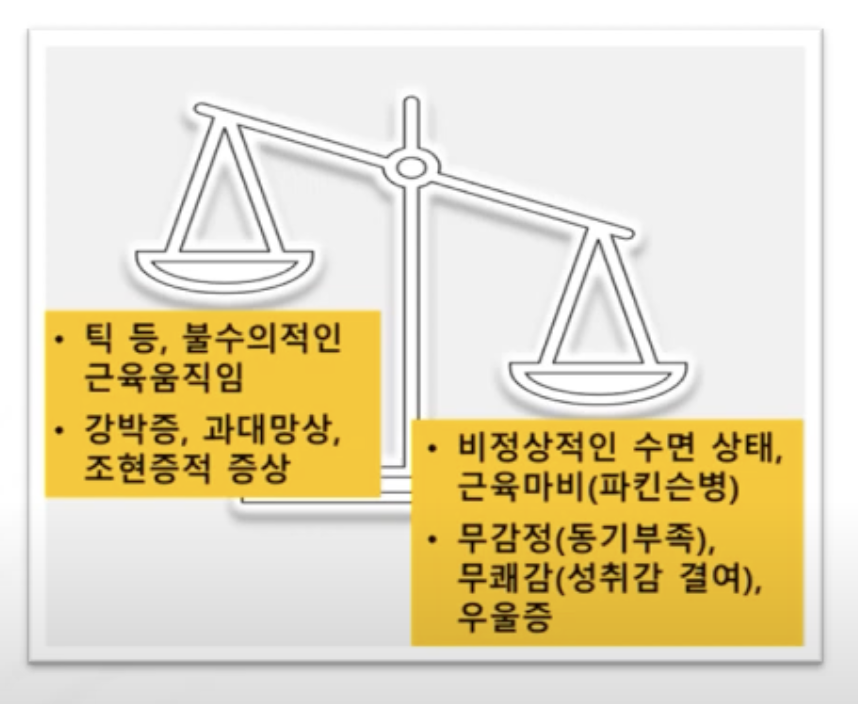 • 틱 등, 불수의적인
근육움직임
• 강박증, 과대망상,
조현증적 증상
• 비정상적인 수면 상태,
근육마비(파킨슨병)
• 무감정(동기부족),
무쾌감(성취감 결여),
우울증